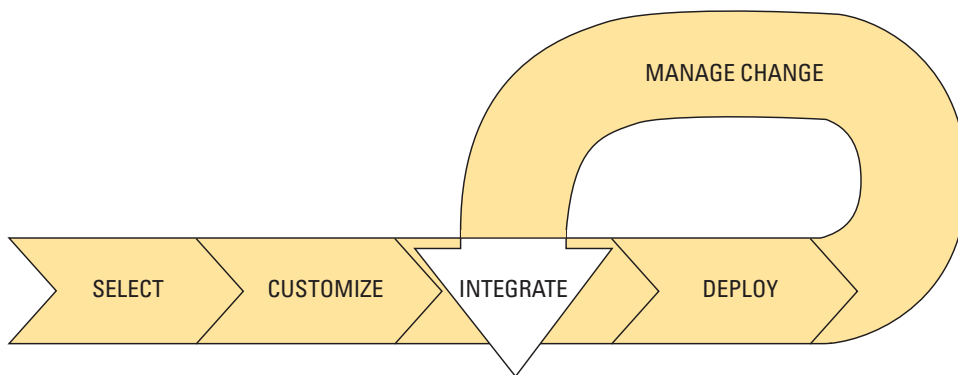 MANAGE CHANGE
SELECT
CUSTOMIZE
INTEGRATE
DEPLOY